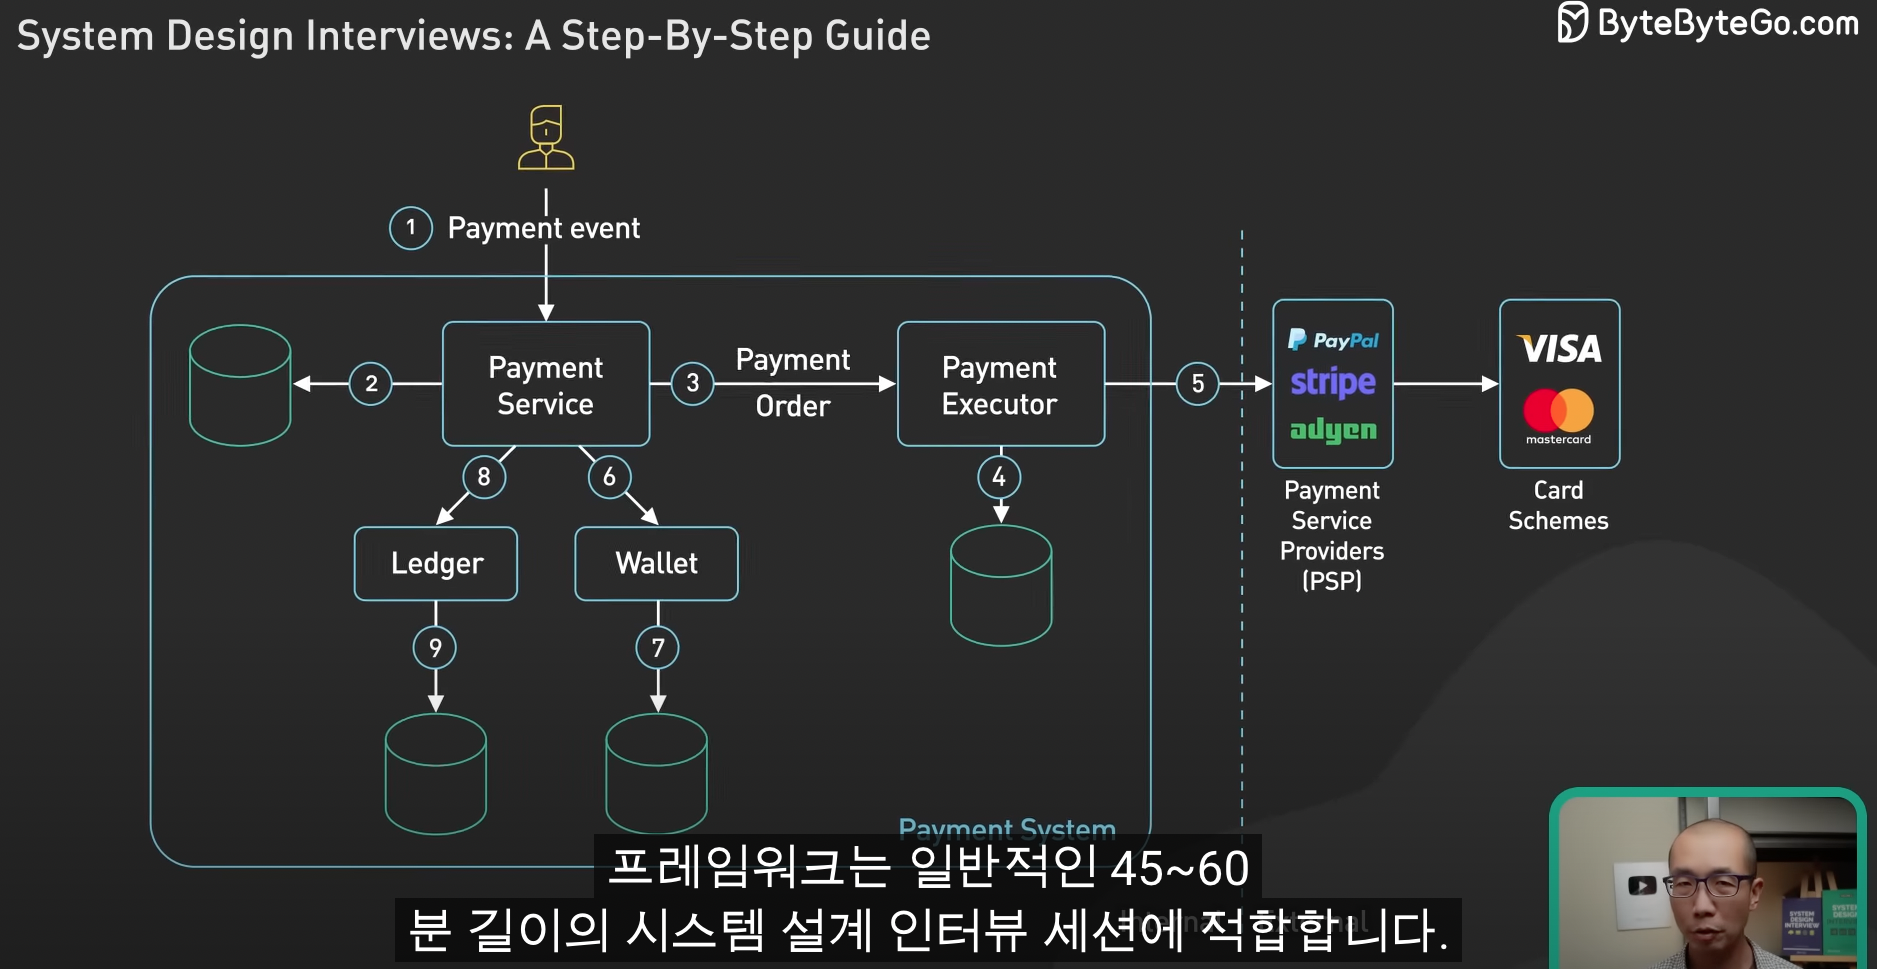 System Design Interviews: A Step-By-Step Guide
ByteByteGo.com
1
Payment event
2
Payment
Service
3
Payment
Order
Payment
Executor
5
PayPal
stripe
adyen
VISA
mastercard
8
6
4
Payment
Service
Providers
(PSP)
Card
Schemes
Ledger
Wallet
9
7
Payment System
프레임워크는 일반적인 45~60
분 길이의 시스템 설계 인터뷰 세션에 적합합니다.
SYSTEM
DESIGN
INTERVIEW